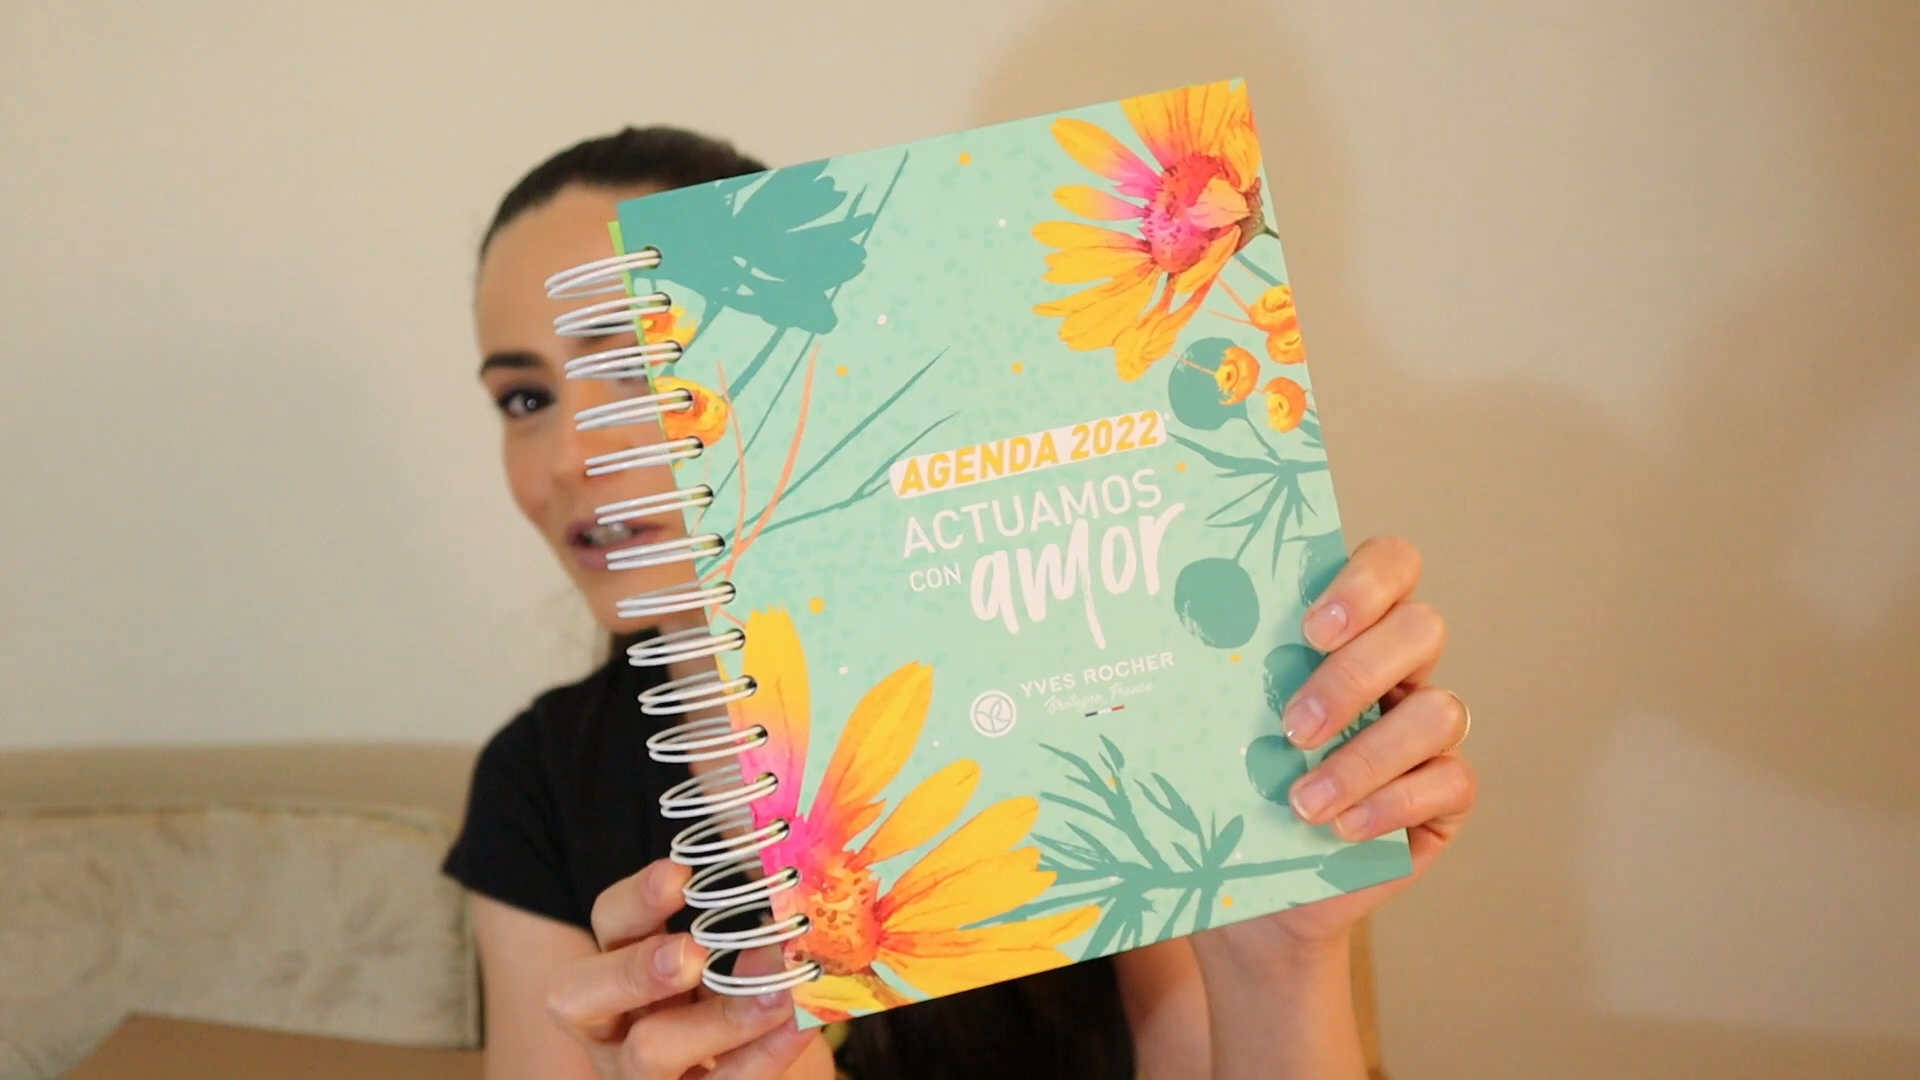 AGENDA 2022
ACTUAMOS
CON amor
YVES ROCHER
Bretagne, France